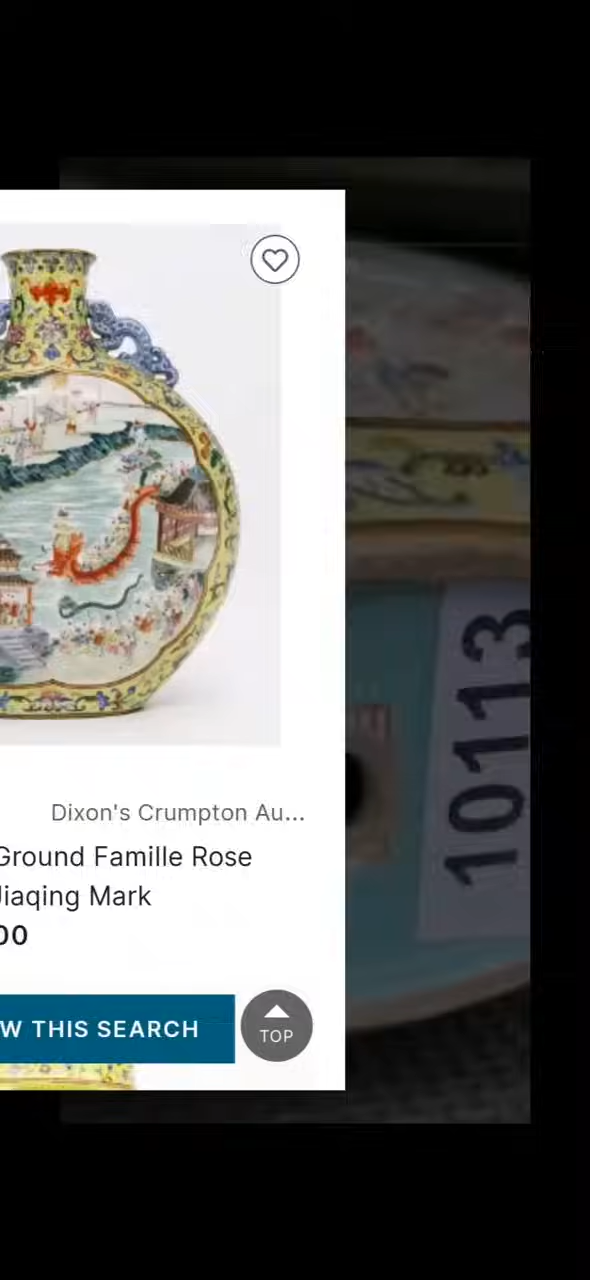 Dixon's Crumpton Au...
Ground Famille Rose
Jiaqing Mark
00
W THIS SEARCH
TOP
10113